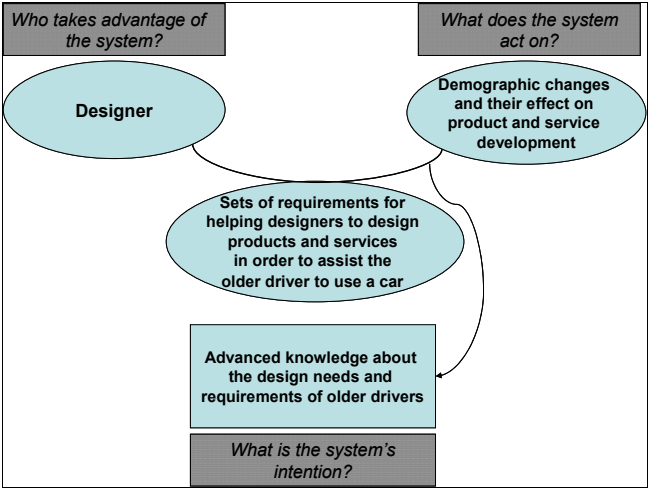 Who takes advantage of
the system?
What does the system
act on?
Designer
Demographic changes
and their effect on
product and service
development
Sets of requirements for
helping designers to design
products and services
in order to assist the
older driver to use a car
Advanced knowledge about
the design needs and
requirements of older drivers
What is the system's
intention?